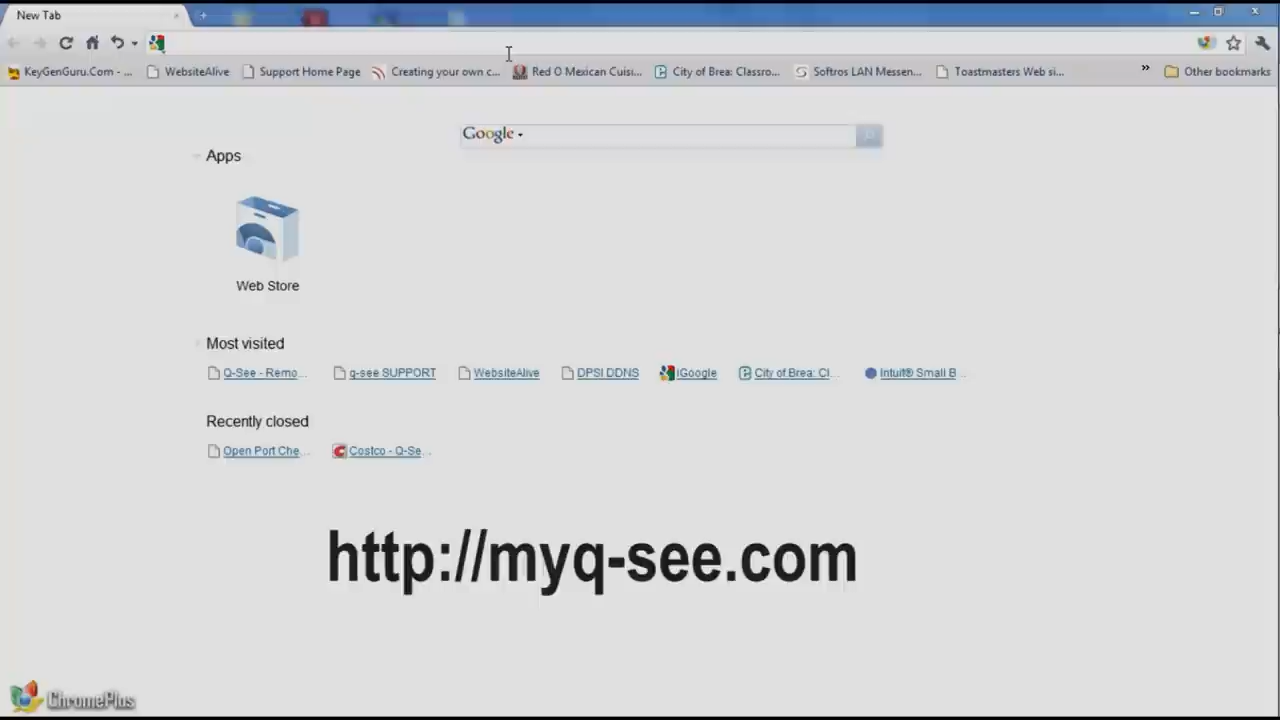 New Tab
KeyGenGuru.Com - ... WebsiteAlive Support Home Page Creating your own c... Red O Mexican Cuisi... City of Brea: Classro... Softros LAN Messen... Toastmasters Web si... » Other bookmarks
Google
Apps
Web Store
Most visited
Q-See - Remo... q-see SUPPORT WebsiteAlive DPSI DDNS iGoogle City of Brea: Cl... Intuit® Small B...
Recently closed
Open Port Che... Costco - Q-Se...
http://myq-see.com
ChromePlus